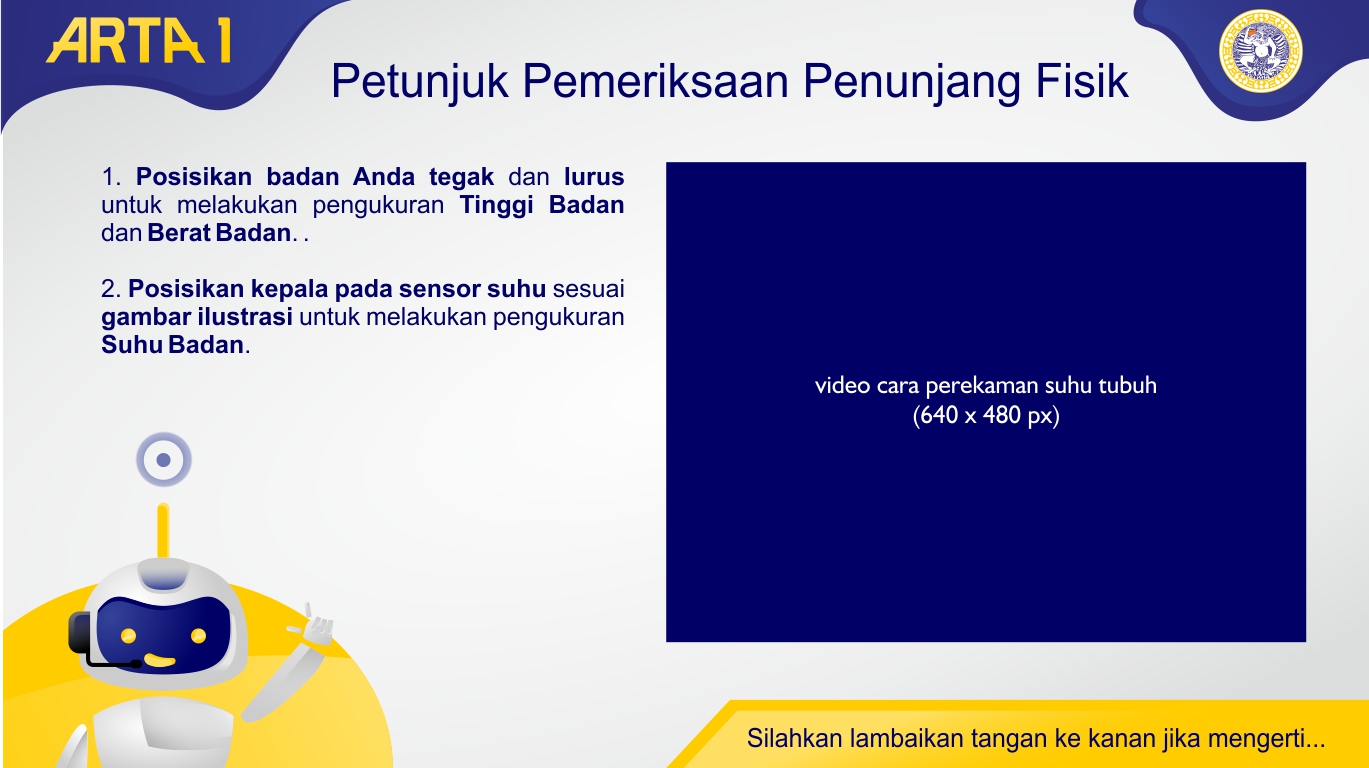 ARTA 1
Petunjuk Pemeriksaan Penunjang Fisik
1. Posisikan badan Anda tegak dan lurus
untuk melakukan pengukuran Tinggi Badan
dan Berat Badan. .
2. Posisikan kepala pada sensor suhu sesuai
gambar ilustrasi untuk melakukan pengukuran
Suhu Badan.
video cara perekaman suhu tubuh
(640 x 480 px)
Silahkan lambaikan tangan ke kanan jika mengerti...